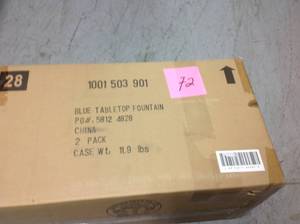 28
1001 503 901
72
BLUE TABLETOP FOUNTAIN
PO#. 5812 4828
CHINA
2 PACK
CASE Wt. 11.9 lbs